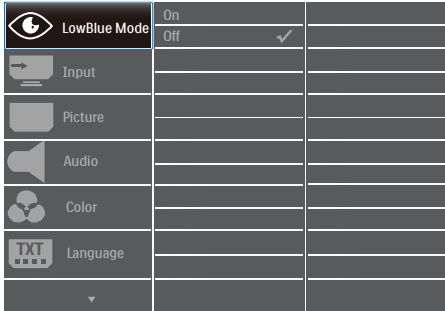 LowBlue Mode
On
Off
Input
Picture
Audio
Color
TXT
Language